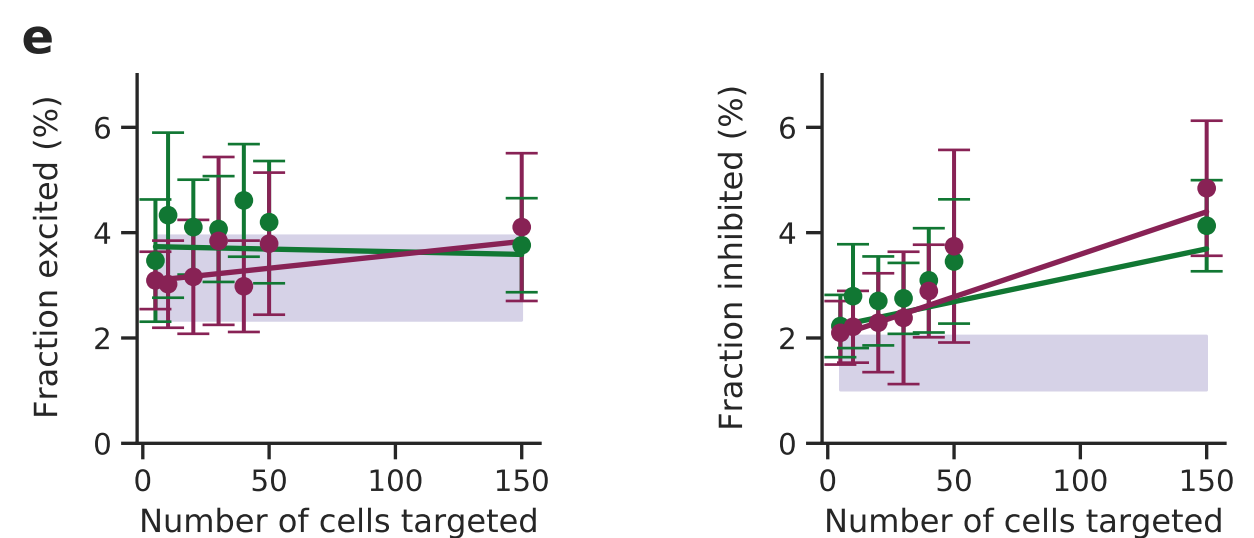 e
Fraction excited (%)
6
4
2
0
0 50 100 150
Number of cells targeted
Fraction inhibited (%)
6
4
2
0
0 50 100 150
Number of cells targeted